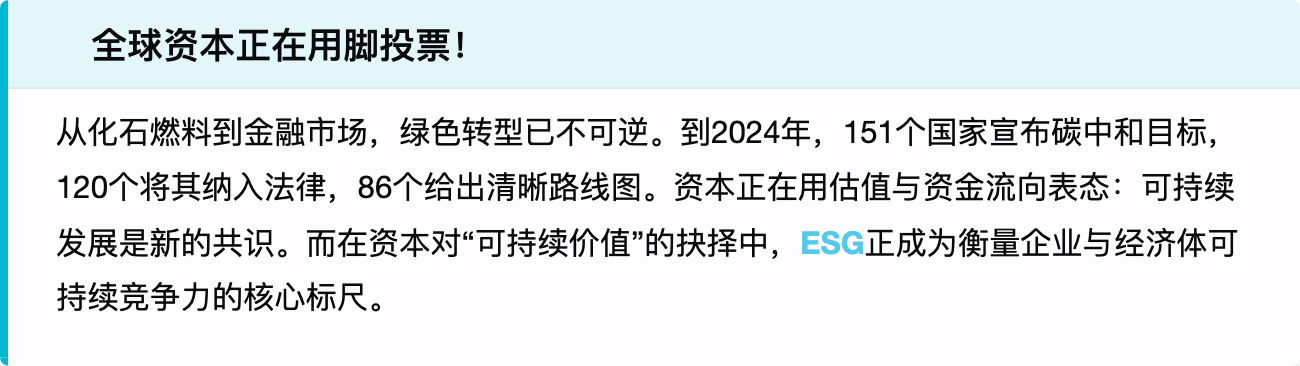 全球资本正在用脚投票！
从化石燃料到金融市场，绿色转型已不可逆。到2024年，151个国家宣布碳中和目标，
120个将其纳入法律，86个给出清晰路线图。资本正在用估值与资金流向表态：可持续
发展是新的共识。而在资本对“可持续价值”的抉择中，ESG正成为衡量企业与经济体可
持续竞争力的核心标尺。